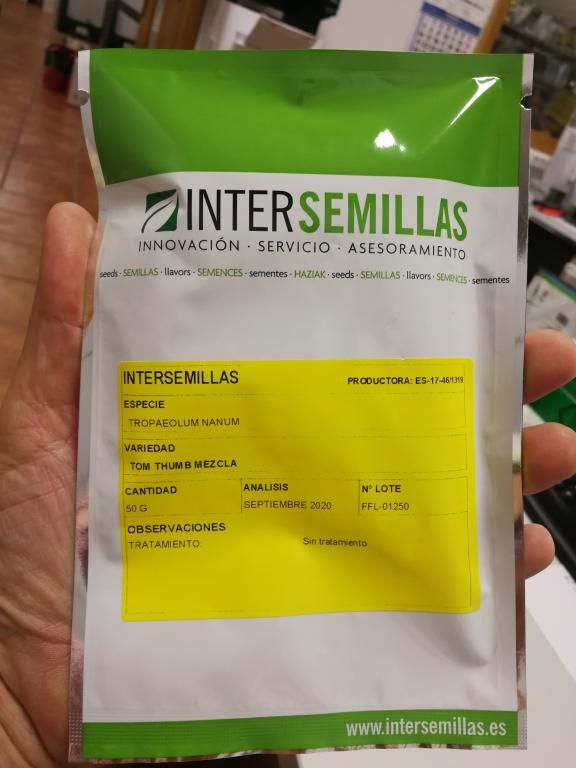 INTERSEMILLAS
INNOVACIÓN · SERVICIO · ASESORAMIENTO
seeds · SEMILLAS · llavors · SEMENCES · sementes · HAZIAK · seeds · SEMILLAS · llavors · SEMENCES · sementes
INTERSEMILLAS PRODUCTORA: ES-17-46/1319
ESPECIE
TROPAEOLUM NANUM
VARIEDAD
TOM THUMB MEZCLA
CANTIDAD ANALISIS Nº LOTE
50 G SEPTIEMBRE 2020 FFL-01250
OBSERVACIONES
TRATAMIENTO: Sin tratamiento
www.intersemillas.es